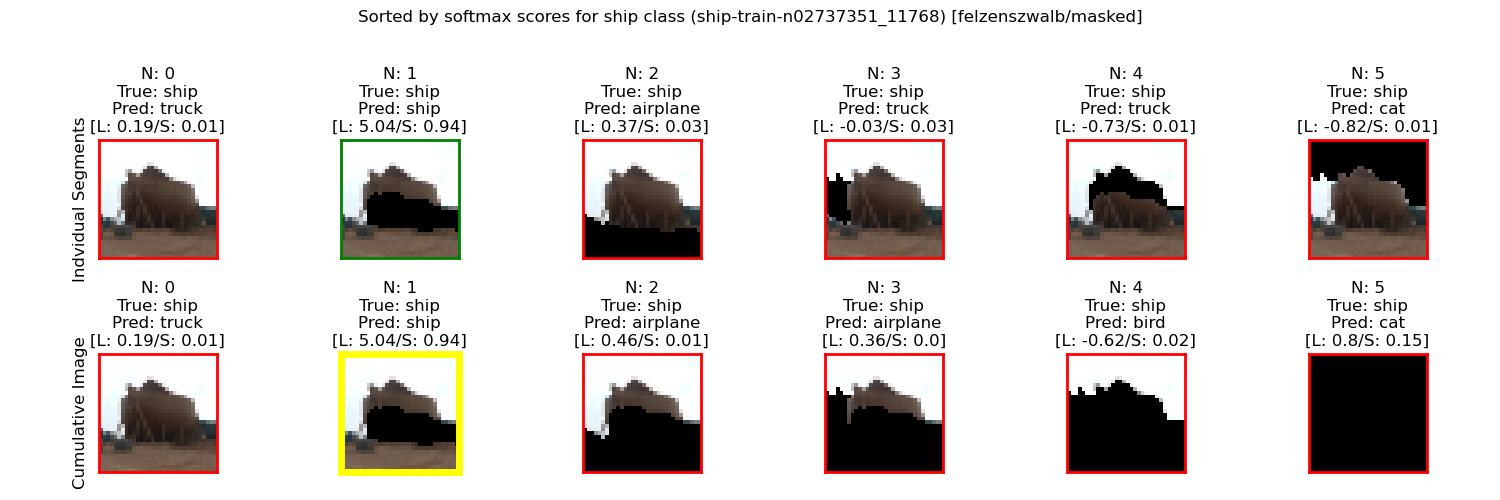 Sorted by softmax scores for ship class (ship-train-n02737351_11768) [felzenszwalb/masked]
Indvidual Segments
N: 0
True: ship
Pred: truck
[L: 0.19/S: 0.01]
N: 1
True: ship
Pred: ship
[L: 5.04/S: 0.94]
N: 2
True: ship
Pred: airplane
[L: 0.37/S: 0.03]
N: 3
True: ship
Pred: truck
[L: -0.03/S: 0.03]
N: 4
True: ship
Pred: truck
[L: -0.73/S: 0.01]
N: 5
True: ship
Pred: cat
[L: -0.82/S: 0.01]
Cumulative Image
N: 0
True: ship
Pred: truck
[L: 0.19/S: 0.01]
N: 1
True: ship
Pred: ship
[L: 5.04/S: 0.94]
N: 2
True: ship
Pred: airplane
[L: 0.46/S: 0.01]
N: 3
True: ship
Pred: airplane
[L: 0.36/S: 0.0]
N: 4
True: ship
Pred: bird
[L: -0.62/S: 0.02]
N: 5
True: ship
Pred: cat
[L: 0.8/S: 0.15]